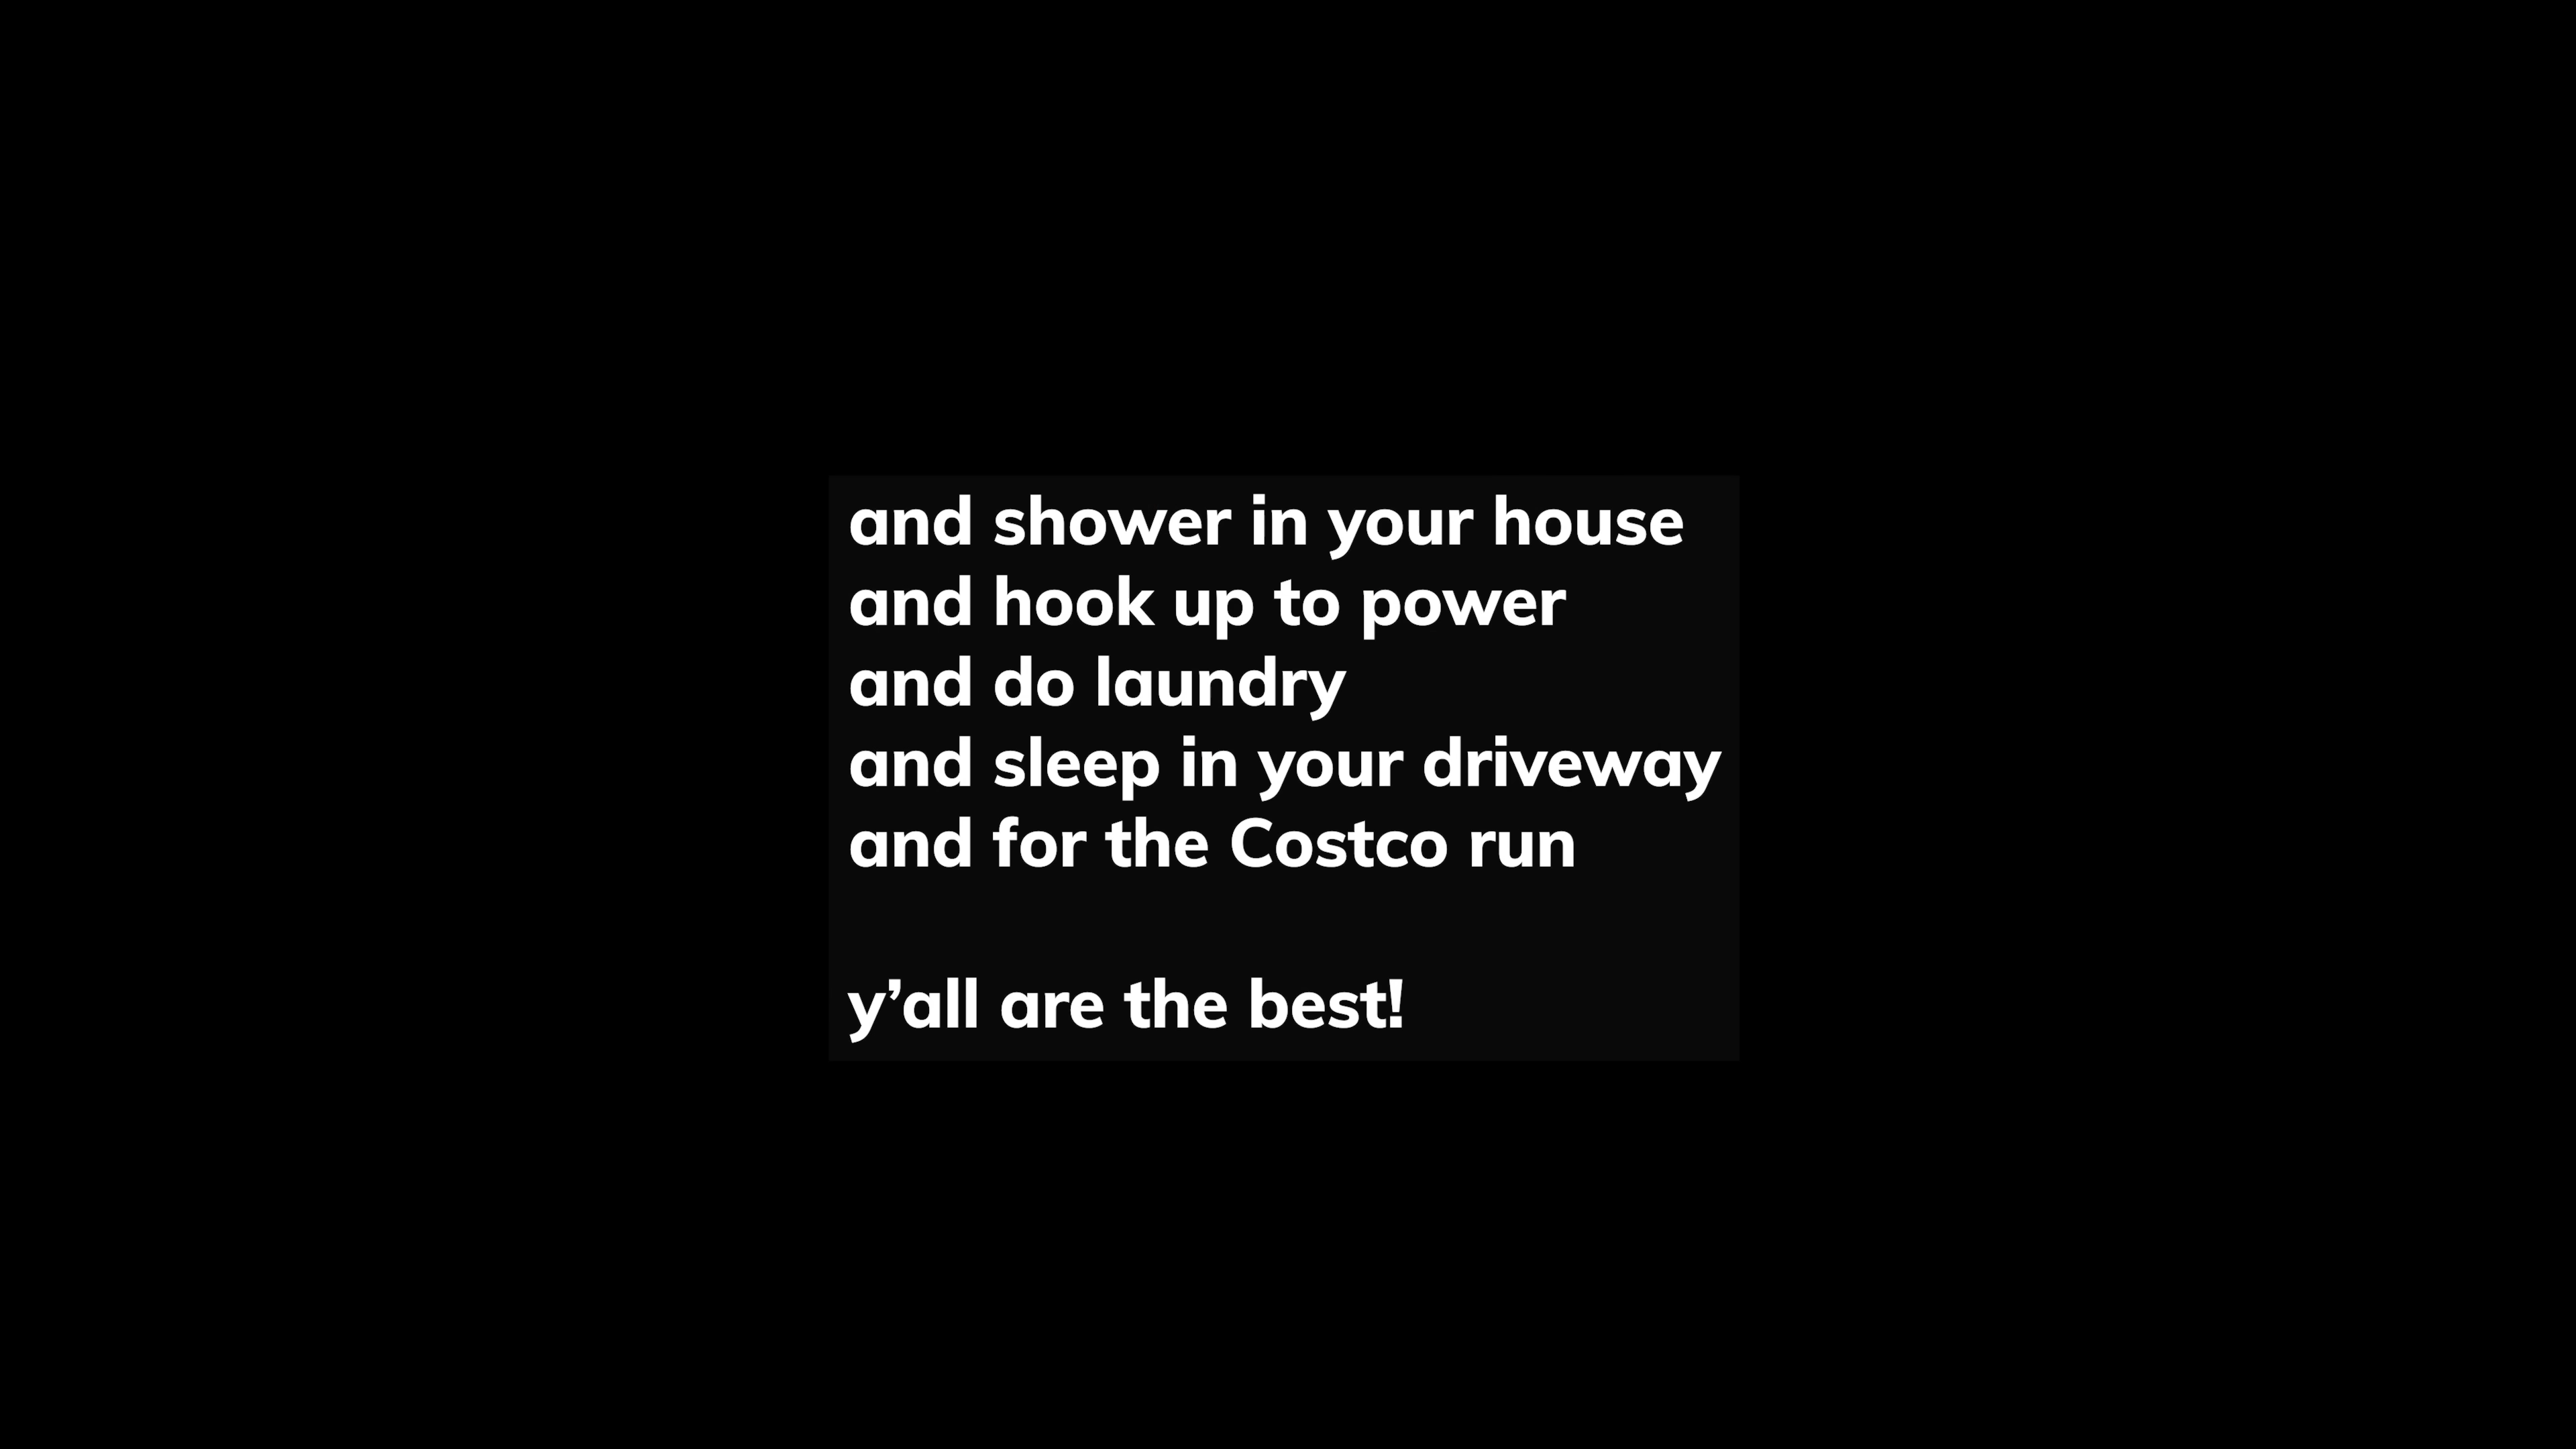 and shower in your house
and hook up to power
and do laundry
and sleep in your driveway
and for the Costco run
y’all are the best!